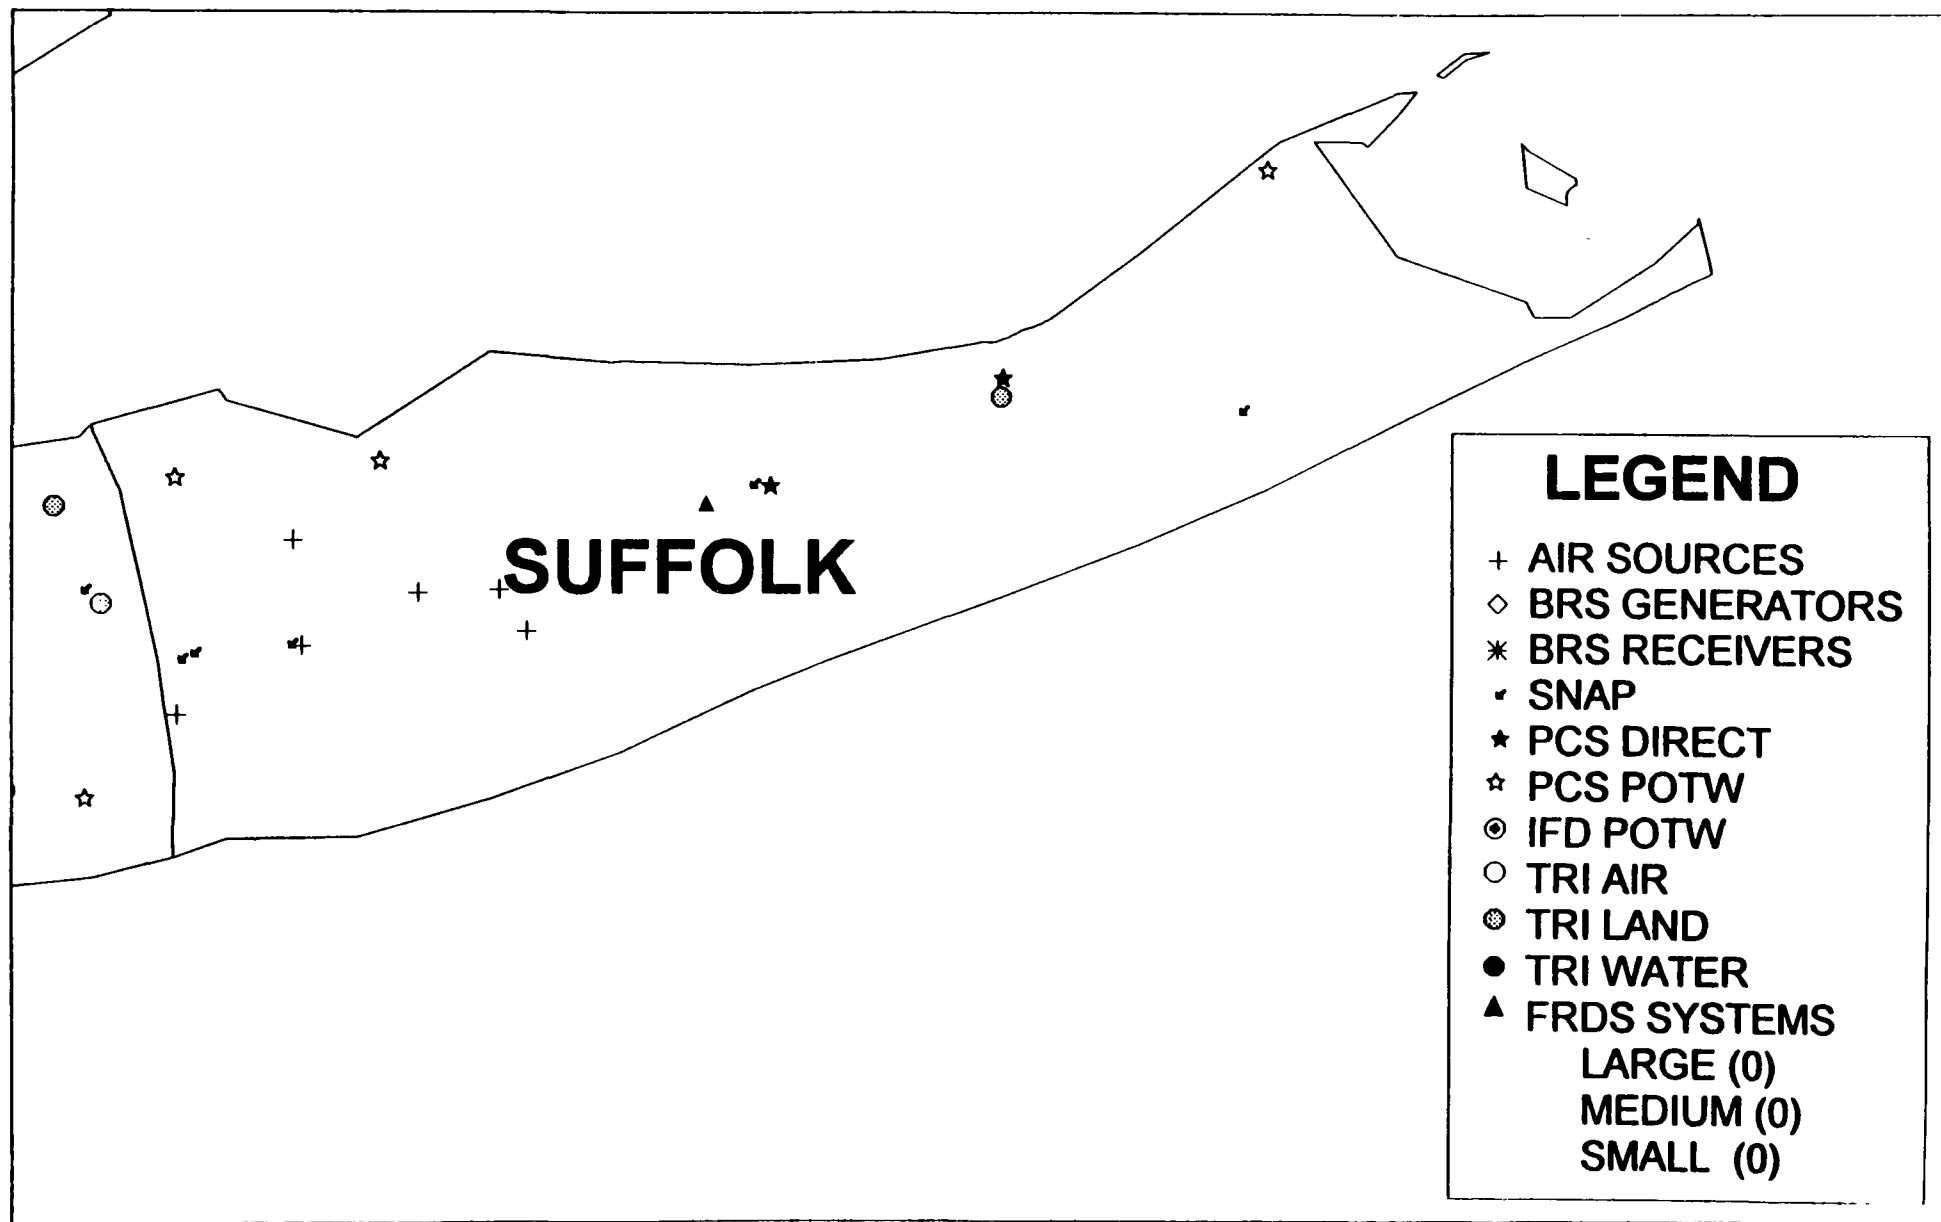 SUFFOLK
LEGEND
AIR SOURCES
BRS GENERATORS
BRS RECEIVERS
SNAP
PCS DIRECT
PCS POTW
IFD POTW
TRI AIR
TRI LAND
TRI WATER
FRDS SYSTEMS
LARGE (0)
MEDIUM (0)
SMALL (0)